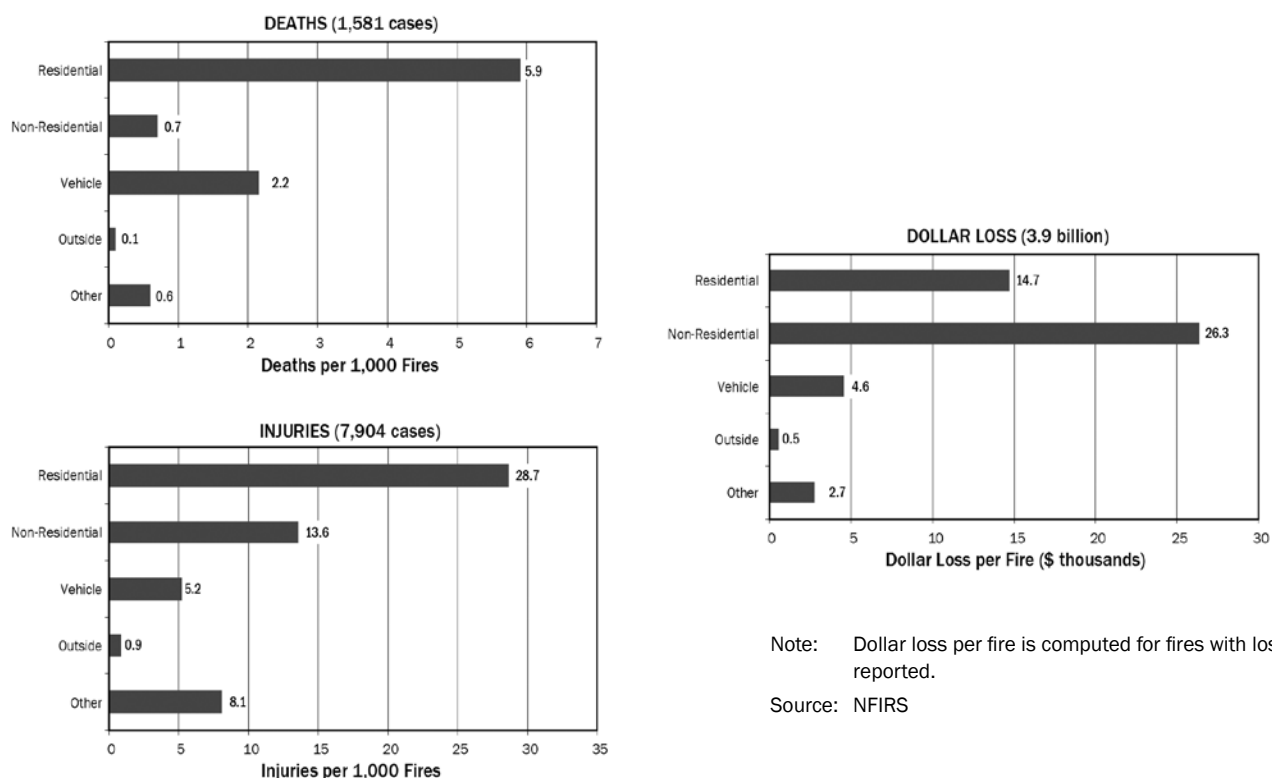 DEATHS (1,581 cases)
Residential
5.9
Non-Residential
0.7
Vehicle
2.2
Outside
0.1
Other
0.6
0 1 2 3 4 5 6 7
Deaths per 1,000 Fires
INJURIES (7,904 cases)
Residential
28.7
Non-Residential
13.6
Vehicle
5.2
Outside
0.9
Other
8.1
0 5 10 15 20 25 30 35
Injuries per 1,000 Fires
DOLLAR LOSS (3.9 billion)
Residential
14.7
Non-Residential
26.3
Vehicle
4.6
Outside
0.5
Other
2.7
0 5 10 15 20 25 30
Dollar Loss per Fire ($ thousands)
Note: Dollar loss per fire is computed for fires with
reported.
Source: NFIRS